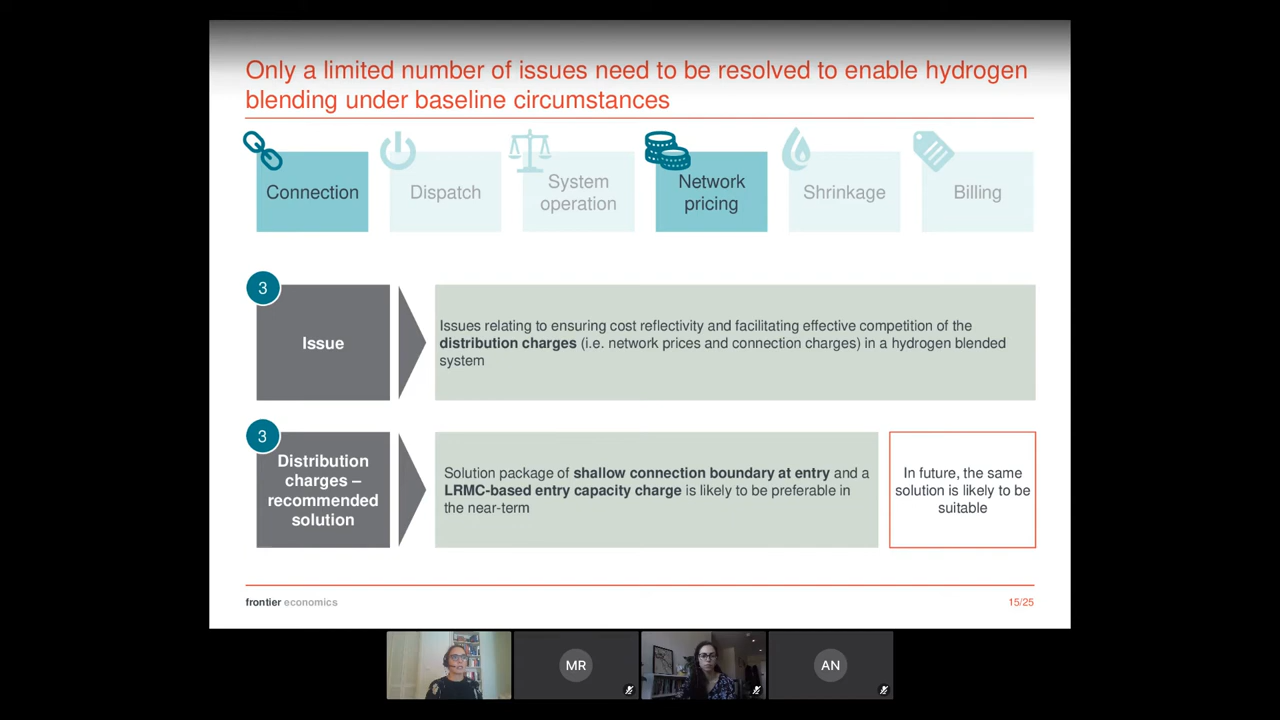 Only a limited number of issues need to be resolved to enable hydrogen
blending under baseline circumstances
Connection
Dispatch
System
operation
Network
pricing
Shrinkage
Billing
3
Issue
Issues relating to ensuring cost reflectivity and facilitating effective competition of the
distribution charges (i.e. network prices and connection charges) in a hydrogen blended
system
3
Distribution
charges –
recommended
solution
Solution package of shallow connection boundary at entry and a
LRMC-based entry capacity charge is likely to be preferable in
the near-term
In future, the same
solution is likely to be
suitable
frontier economics
15/25
MR
AN